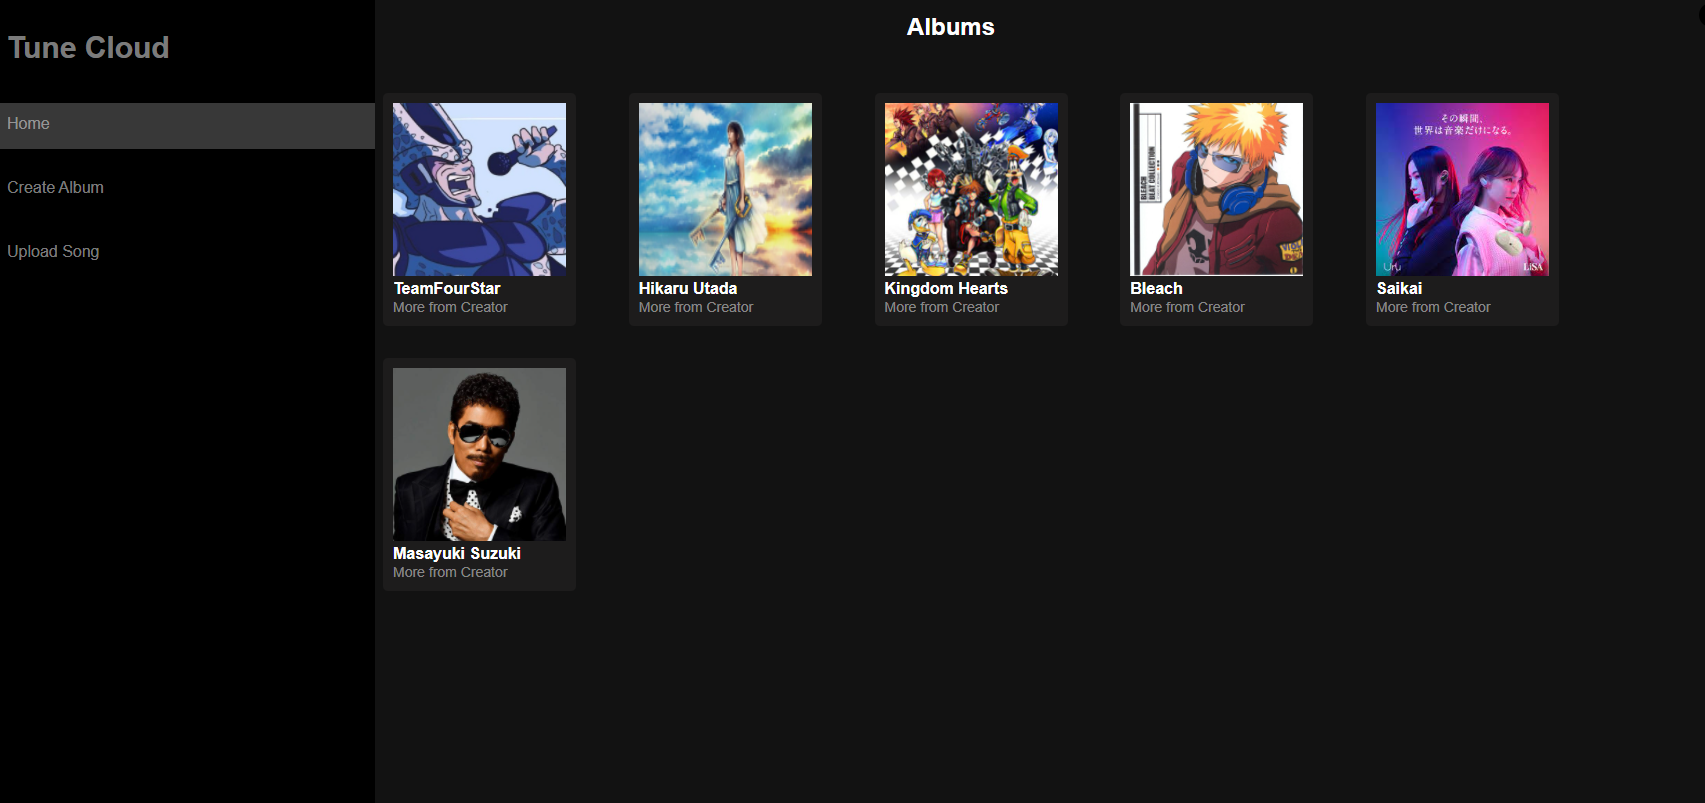 Tune Cloud
Home
Create Album
Upload Song
Albums
TeamFourStar
More from Creator
Hikaru Utada
More from Creator
Kingdom Hearts
More from Creator
BLEACH
BEAT COLLECTION
Bleach
More from Creator
その瞬間、
世界は音楽だけになる。
Uru
LiSA
Saikai
More from Creator
Masayuki Suzuki
More from Creator